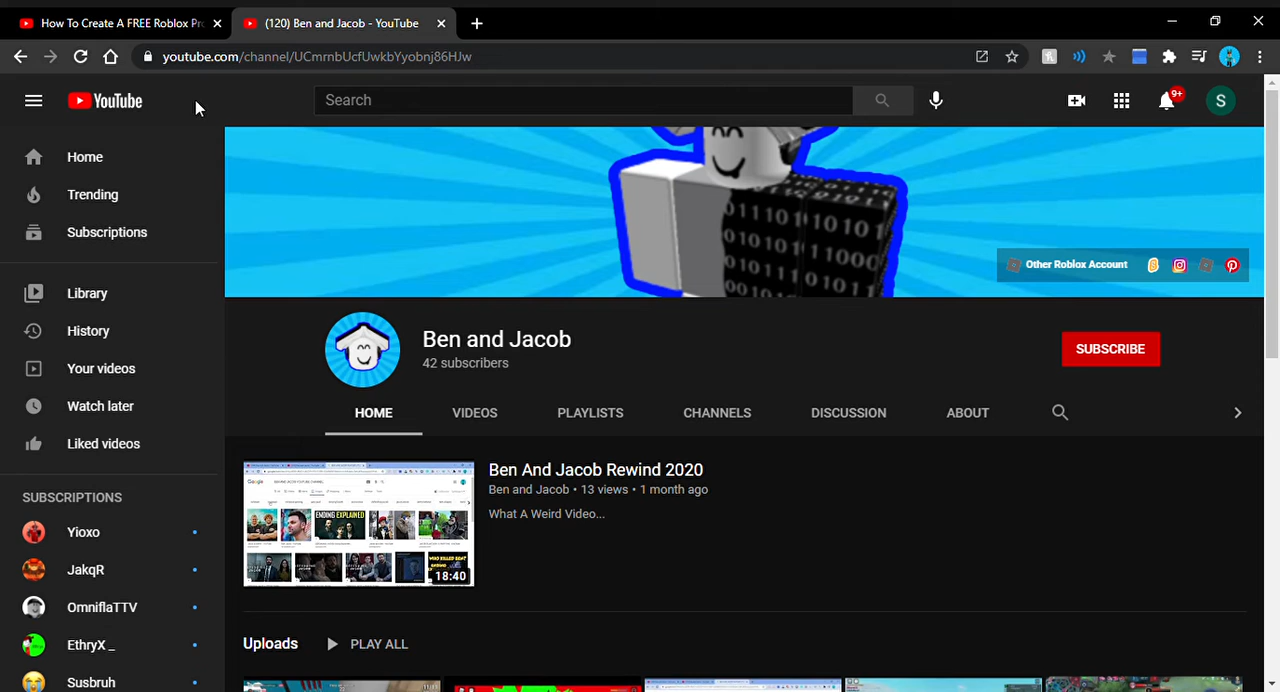 How To Create A FREE Roblox Pr
(120) Ben and Jacob - YouTube
youtube.com/channel/UCmrnbUcfUwkbYyobnj86HJw
YouTube
Search
9+
S
Home
Trending
Subscriptions
Library
History
Your videos
Watch later
Liked videos
SUBSCRIPTIONS
Yioxo
JakqR
OmniflaTTV
EthryX _
Susbruh
Other Roblox Account
Ben and Jacob
42 subscribers
SUBSCRIBE
HOME
VIDEOS
PLAYLISTS
CHANNELS
DISCUSSION
ABOUT
Google
ENDING EXPLAINED
18:40
Ben And Jacob Rewind 2020
Ben and Jacob • 13 views • 1 month ago
What A Weird Video...
Uploads
PLAY ALL